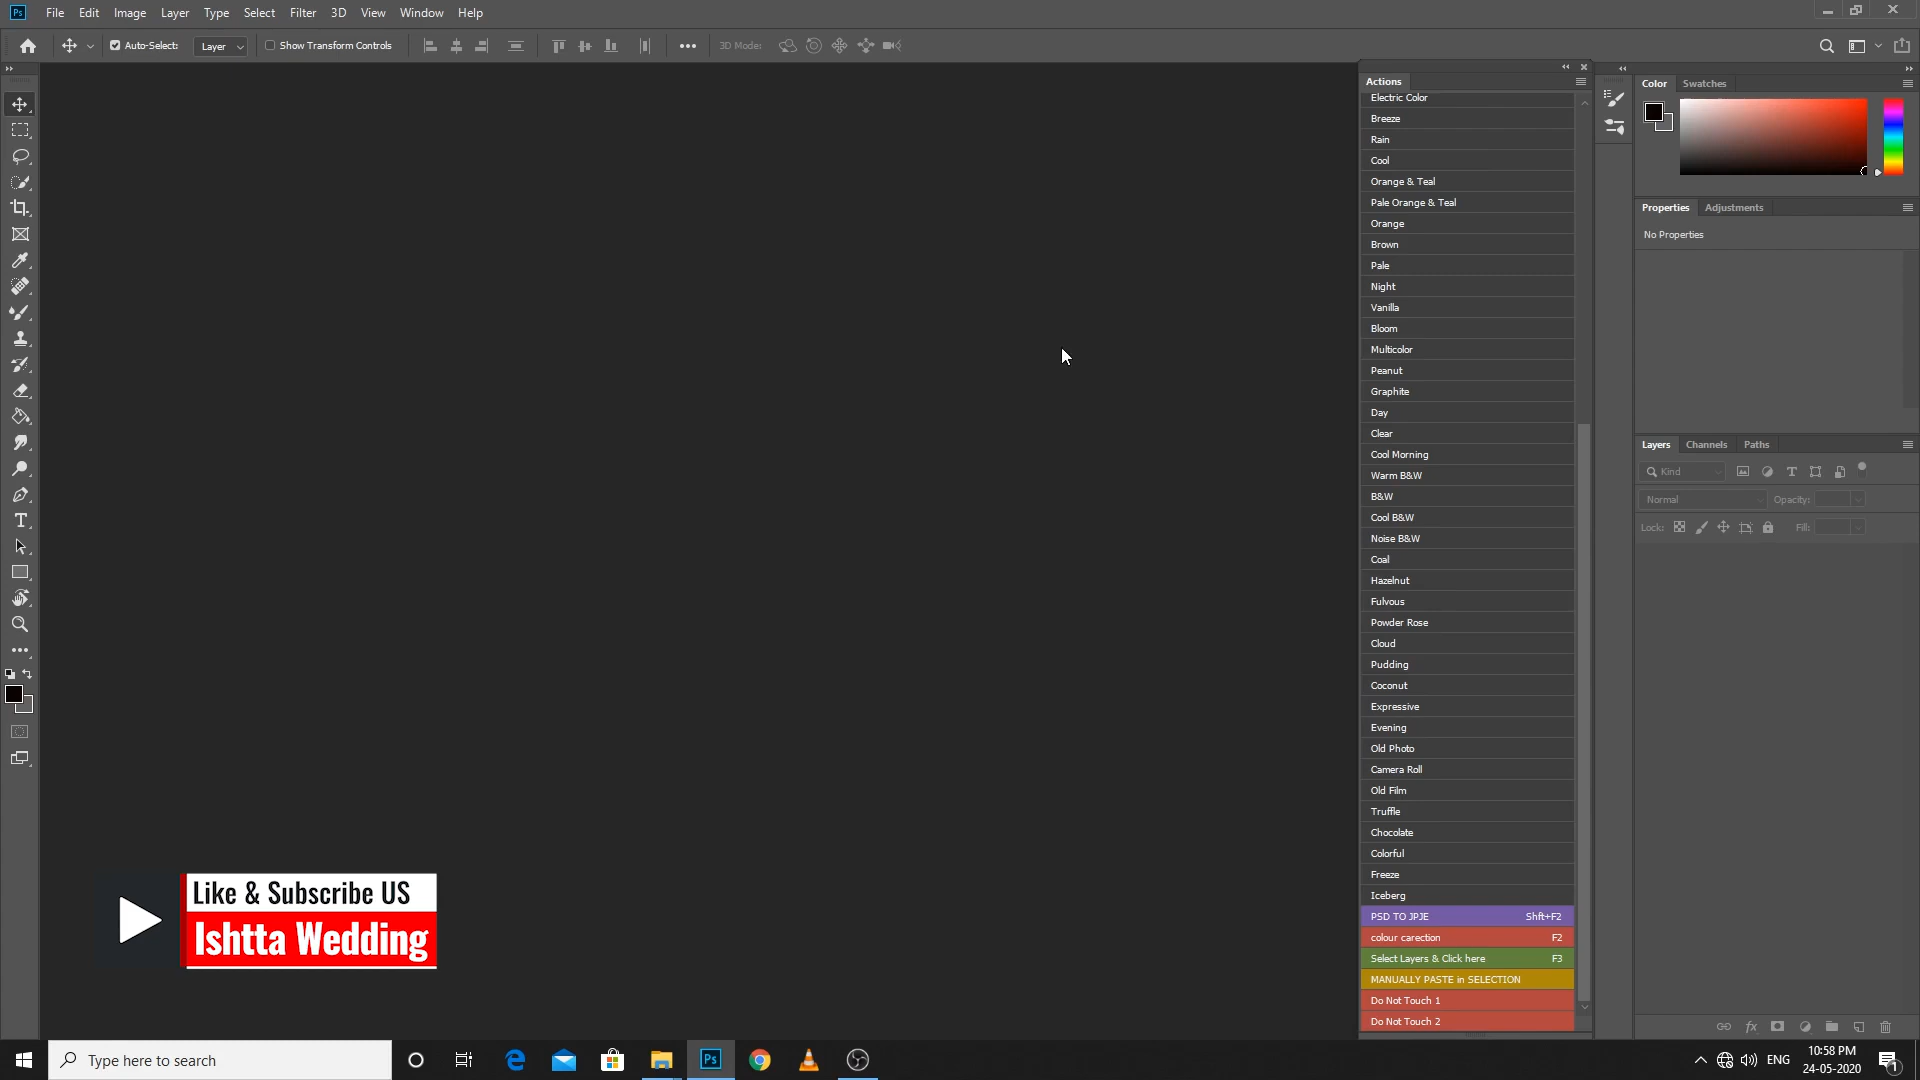 Ps File Edit Image Layer Type Select Filter 3D View Window Help
Auto-Select: Layer Show Transform Controls 3D Mode:
Actions
Electric Color
Breeze
Rain
Cool
Orange & Teal
Pale Orange & Teal
Orange
Brown
Pale
Night
Vanilla
Bloom
Multicolor
Peanut
Graphite
Day
Clear
Cool Morning
Warm B&W
B&W
Cool B&W
Noise B&W
Coal
Hazelnut
Fulvous
Powder Rose
Cloud
Pudding
Coconut
Expressive
Evening
Old Photo
Camera Roll
Old Film
Truffle
Chocolate
Colorful
Freeze
Iceberg
PSD TO JPJE Shft+F2
colour carection F2
Select Layers & Click here F3
MANUALLY PASTE in SELECTION
Do Not Touch 1
Do Not Touch 2
Color Swatches
Properties Adjustments
No Properties
Layers Channels Paths
Kind
Normal Opacity:
Lock: Fill:
Like & Subscribe US
Ishtta Wedding
Type here to search
Ps
ENG
10:58 PM
24-05-2020
1